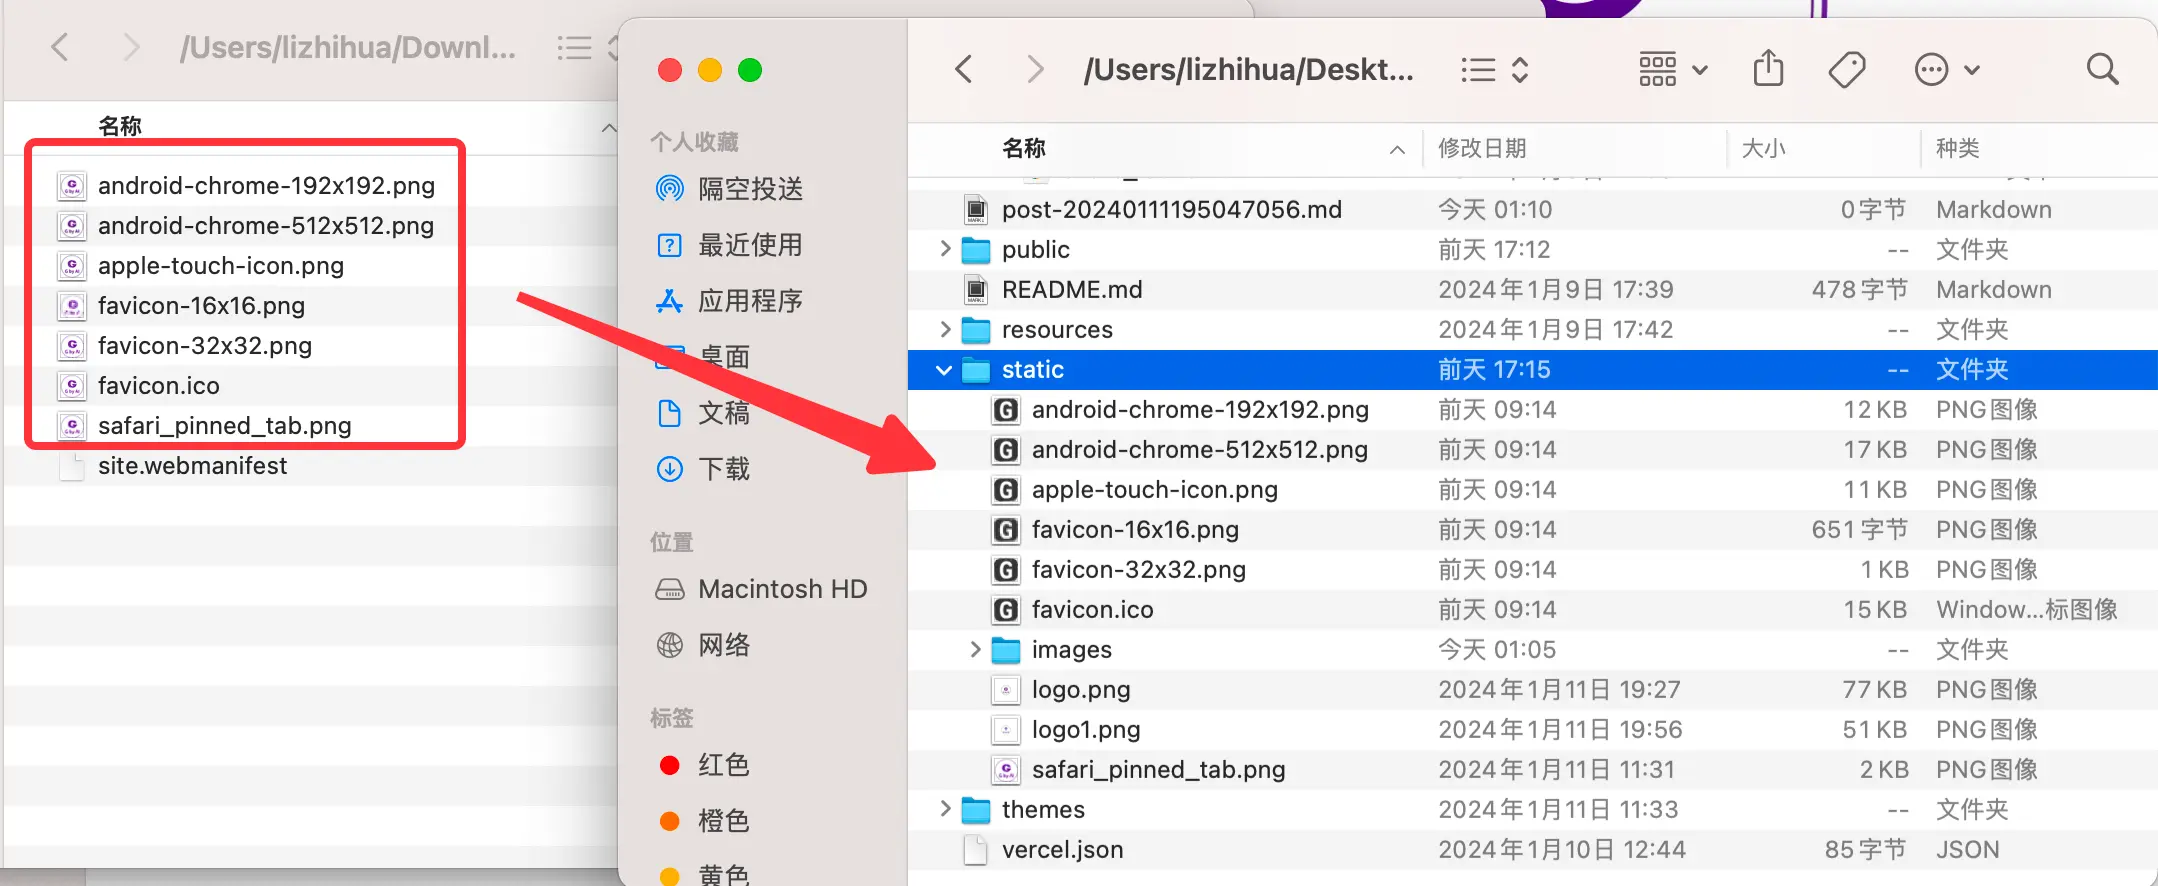 /Users/lizhihua/Downl...
名称
android-chrome-192x192.png
android-chrome-512x512.png
apple-touch-icon.png
favicon-16x16.png
favicon-32x32.png
favicon.ico
safari_pinned_tab.png
site.webmanifest
个人收藏
隔空投送
最近使用
应用程序
桌面
文稿
下载
位置
Macintosh HD
网络
标签
红色
橙色
黄色
/Users/lizhihua/Deskt...
名称 修改日期 大小 种类
post-20240111195047056.md 今天 01:10 0字节 Markdown
public 前天 17:12 -- 文件夹
README.md 2024年1月9日 17:39 478字节 Markdown
resources 2024年1月9日 17:42 -- 文件夹
static 前天 17:15 -- 文件夹
android-chrome-192x192.png 前天 09:14 12 KB PNG图像
android-chrome-512x512.png 前天 09:14 17 KB PNG图像
apple-touch-icon.png 前天 09:14 11 KB PNG图像
favicon-16x16.png 前天 09:14 651字节 PNG图像
favicon-32x32.png 前天 09:14 1 KB PNG图像
favicon.ico 前天 09:14 15 KB Window...标图像
images 今天 01:05 -- 文件夹
logo.png 2024年1月11日 19:27 77 KB PNG图像
logo1.png 2024年1月11日 19:56 51 KB PNG图像
safari_pinned_tab.png 2024年1月11日 11:31 2 KB PNG图像
themes 2024年1月11日 11:33 -- 文件夹
vercel.json 2024年1月10日 12:44 85字节 JSON